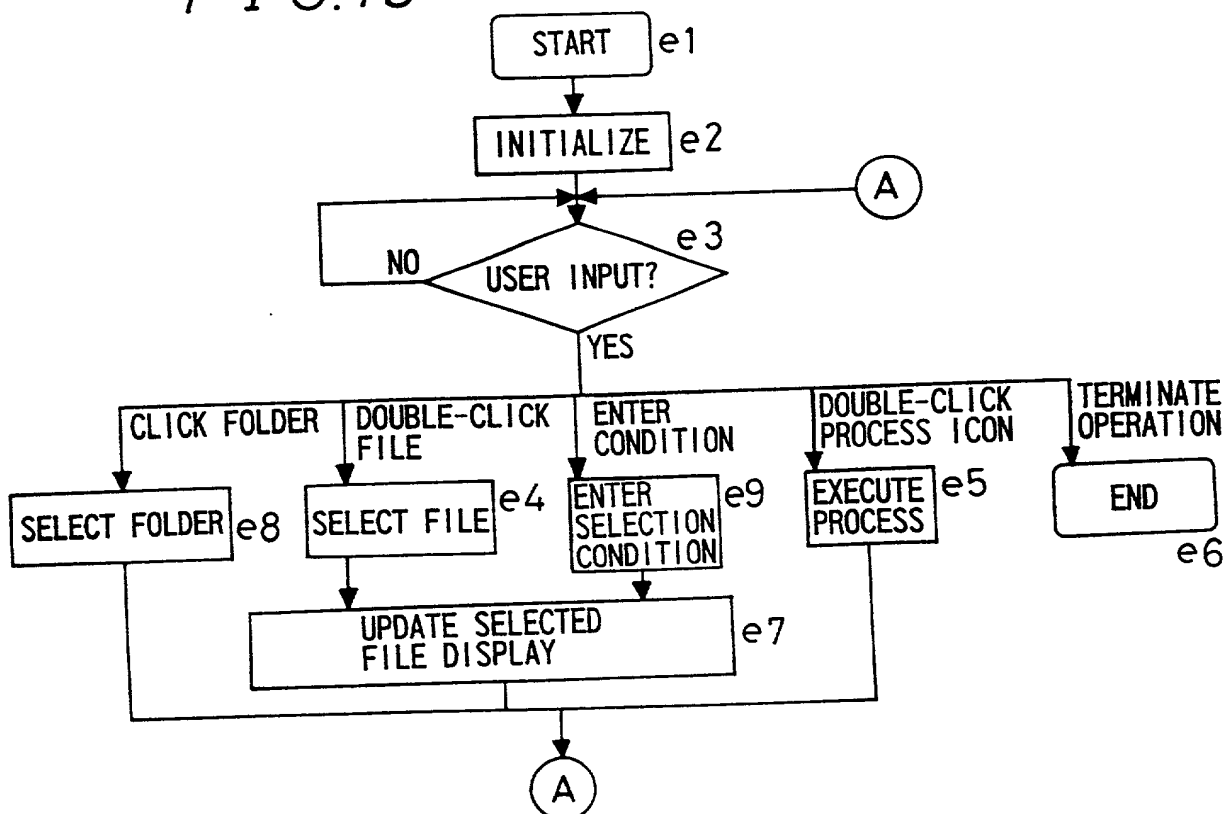 START e1
INITIALIZE e2
A
e3
NO
USER INPUT?
YES
CLICK FOLDER
DOUBLE-CLICK
FILE
ENTER
CONDITION
DOUBLE-CLICK
PROCESS ICON
TERMINATE
OPERATION
SELECT FOLDER e8
SELECT FILE e4
ENTER
SELECTION
CONDITION
e9
EXECUTE
PROCESS
e5
END
e6
UPDATE SELECTED
FILE DISPLAY
e7
A